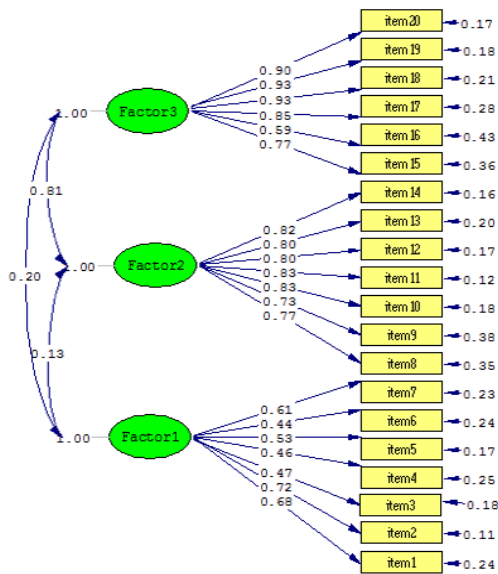 item20 0.17
item19 0.18
0.90
0.93
item18 0.21
0.93
item17 0.28
1.00 Factor3
0.85
0.59
item16 0.43
0.77
item15 0.36
0.81
item14 0.16
item13 0.20
0.82
0.80
item12 0.17
0.80
1.00 Factor2
0.83
item11 0.12
0.20
0.83
item10 0.18
0.73
0.77
item9 0.38
0.13
item8 0.35
item7 0.23
0.61
0.44
item6 0.24
1.00 Factor1
0.53
item5 0.17
0.46
0.47
item4 0.25
0.72
0.68
item3 0.18
item2 0.11
item1 0.24